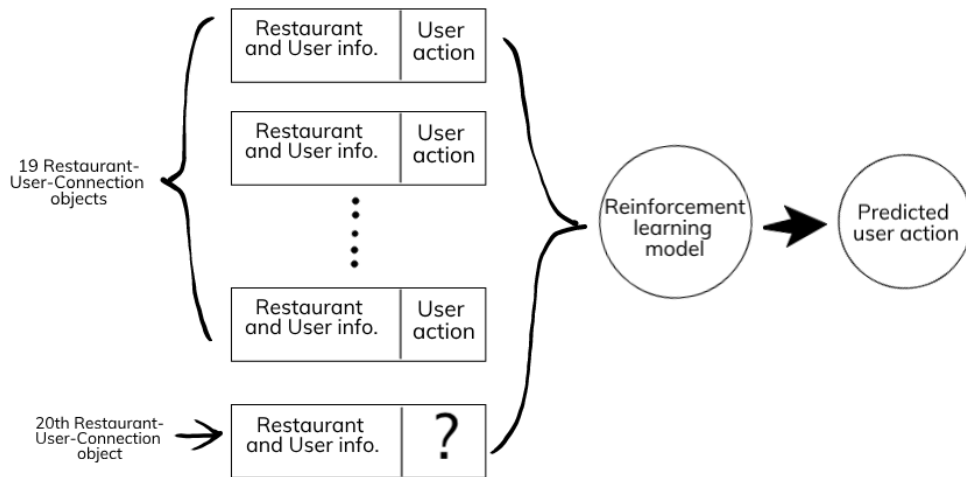 Restaurant
and User info.
User
action
Restaurant
and User info.
User
action
19 Restaurant-
User-Connection
objects
Restaurant
and User info.
User
action
20th Restaurant-
User-Connection
object
Restaurant
and User info.
?
Reinforcement
learning
model
Predicted
user action